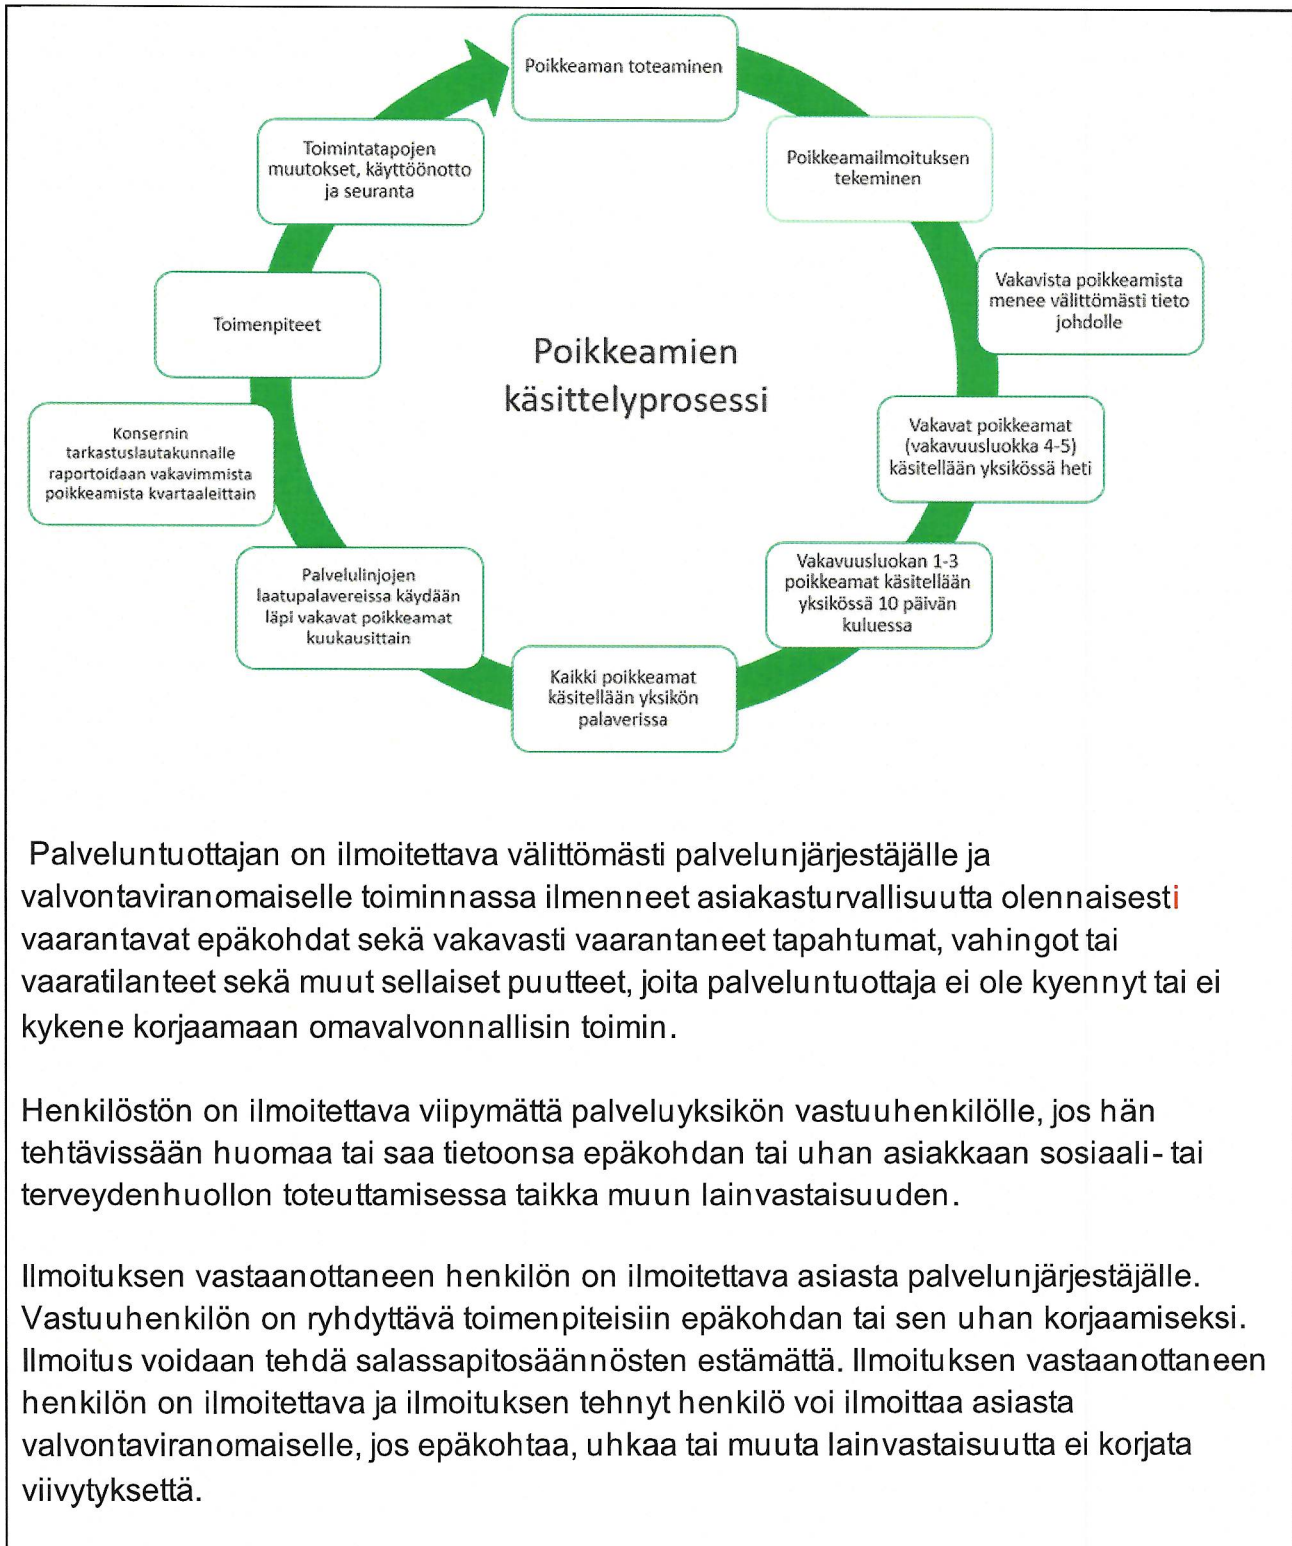 Poikkeaman toteaminen
Poikkeamailmoituksen
tekeminen
Vakavista poikkeamista
menee välittömästi tieto
johdolle
Vakavat poikkeamat
(vakavuusluokka 4-5)
käsitellään yksikössä heti
Vakavuusluokan 1-3
poikkeamat käsitellään
yksikössä 10 päivän
kuluessa
Kaikki poikkeamat
käsitellään yksikön
palaverissa
Palvelulinjojen
laatupalavereissa käydään
läpi vakavat poikkeamat
kuukausittain
Konsernin
tarkastuslautakunnalle
raportoidaan vakavimmista
poikkeamista kvartaaleittain
Toimenpiteet
Toimintatapojen
muutokset, käyttöönotto
ja seuranta
Poikkeamien
käsittelyprosessi
Palveluntuottajan on ilmoitettava välittömästi palvelunjärjestäjälle ja
valvontaviranomaiselle toiminnassa ilmenneet asiakasturvallisuutta olennaisesti
vaarantavat epäkohdat sekä vakavasti vaarantaneet tapahtumat, vahingot tai
vaaratilanteet sekä muut sellaiset puutteet, joita palveluntuottaja ei ole kyennyt tai ei
kykene korjaamaan omavalvonnallisin toimin.
Henkilöstön on ilmoitettava viipymättä palveluyksikön vastuuhenkilölle, jos hän
tehtävissään huomaa tai saa tietoonsa epäkohdan tai uhan asiakkaan sosiaali- tai
terveydenhuollon toteuttamisessa taikka muun lainvastaisuuden.
Ilmoituksen vastaanottaneen henkilön on ilmoitettava asiasta palvelunjärjestäjälle.
Vastuuhenkilön on ryhdyttävä toimenpiteisiin epäkohdan tai sen uhan korjaamiseksi.
Ilmoitus voidaan tehdä salassapitosäännösten estämättä. Ilmoituksen vastaanottaneen
henkilön on ilmoitettava ja ilmoituksen tehnyt henkilö voi ilmoittaa asiasta
valvontaviranomaiselle, jos epäkohtaa, uhkaa tai muuta lainvastaisuutta ei korjata
viivytyksettä.